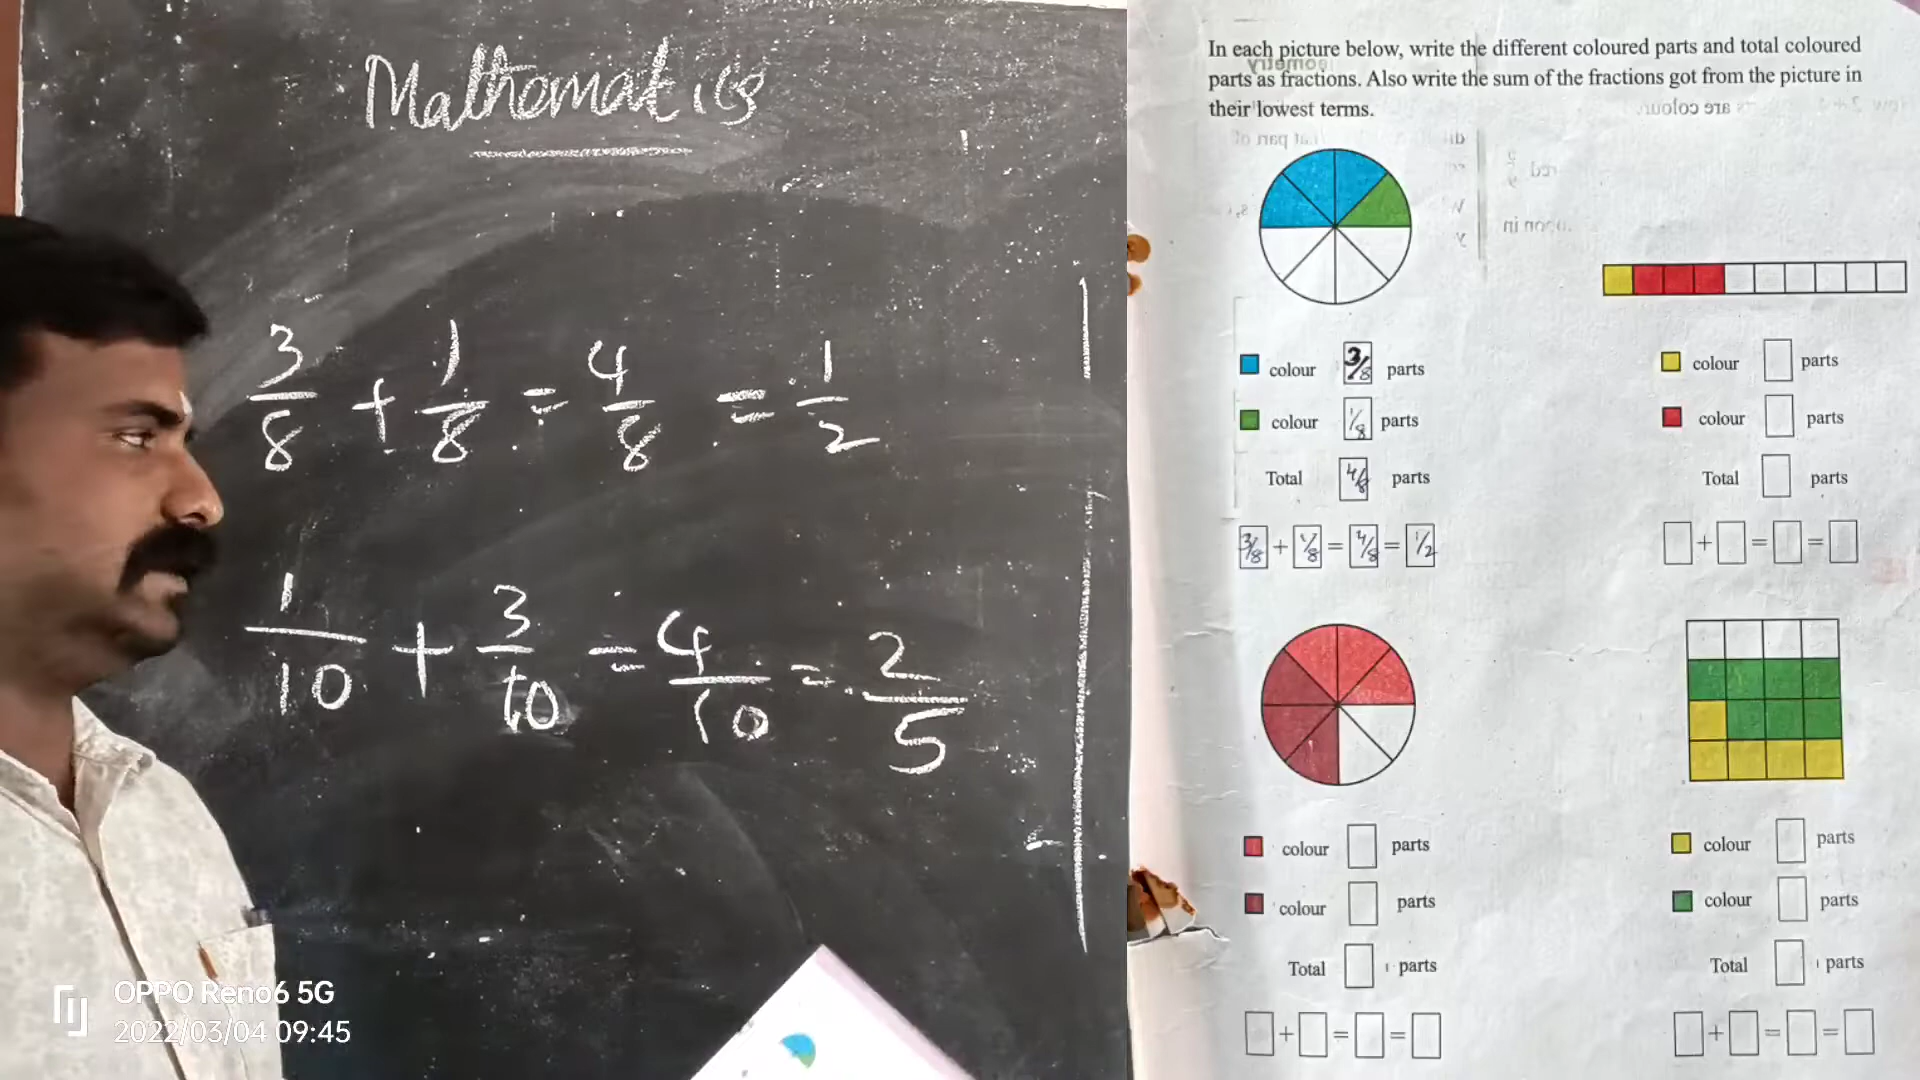 Mathematics
3/8 + 1/8 = 4/8 = 1/2
1/10 + 3/10 = 4/10 = 2/5
OPPO Reno6 5G
2022/03/04 09:45
In each picture below, write the different coloured parts and total coloured
parts as fractions. Also write the sum of the fractions got from the picture in
their lowest terms.
colour 3/8 parts
colour 1/8 parts
Total 4/8 parts
3/8 + 1/8 = 4/8 = 1/2
colour parts
colour parts
Total parts
+ = =
colour parts
colour parts
Total parts
+ = =
colour parts
colour parts
Total parts
+ = =